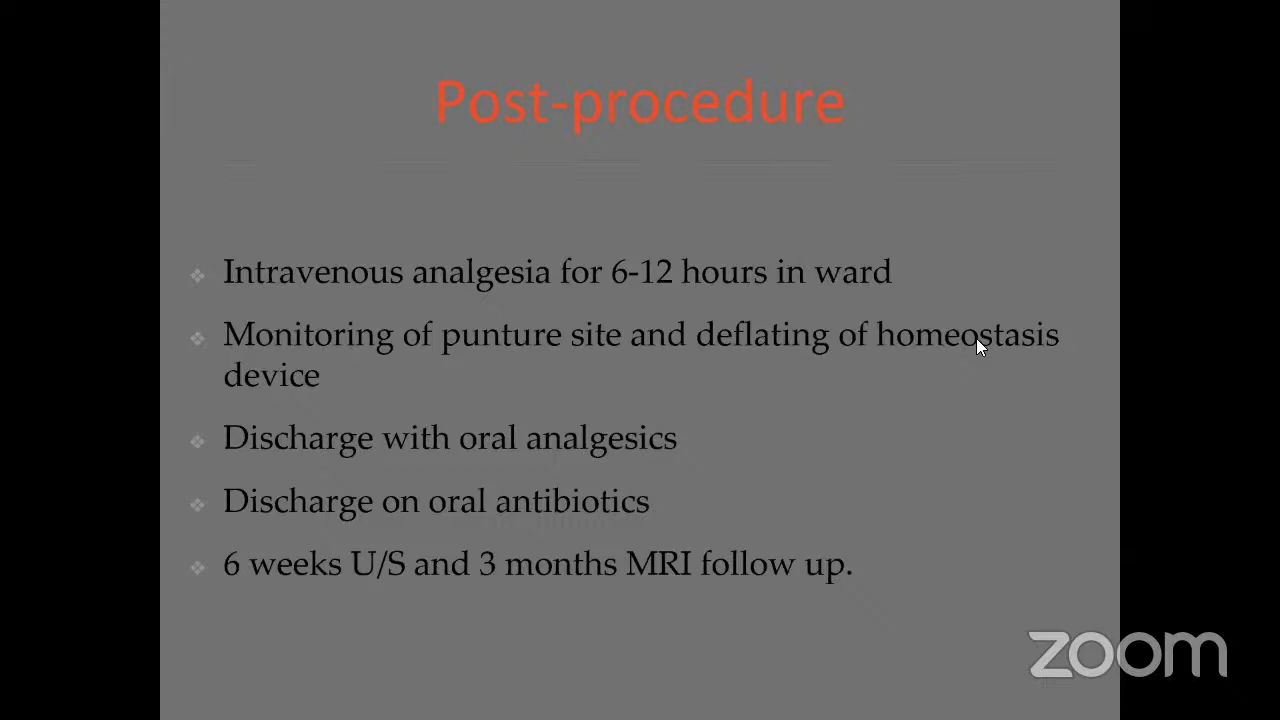 Post-procedure
Intravenous analgesia for 6-12 hours in ward
Monitoring of punture site and deflating of homeostasis
device
Discharge with oral analgesics
Discharge on oral antibiotics
6 weeks U/S and 3 months MRI follow up.
zoom